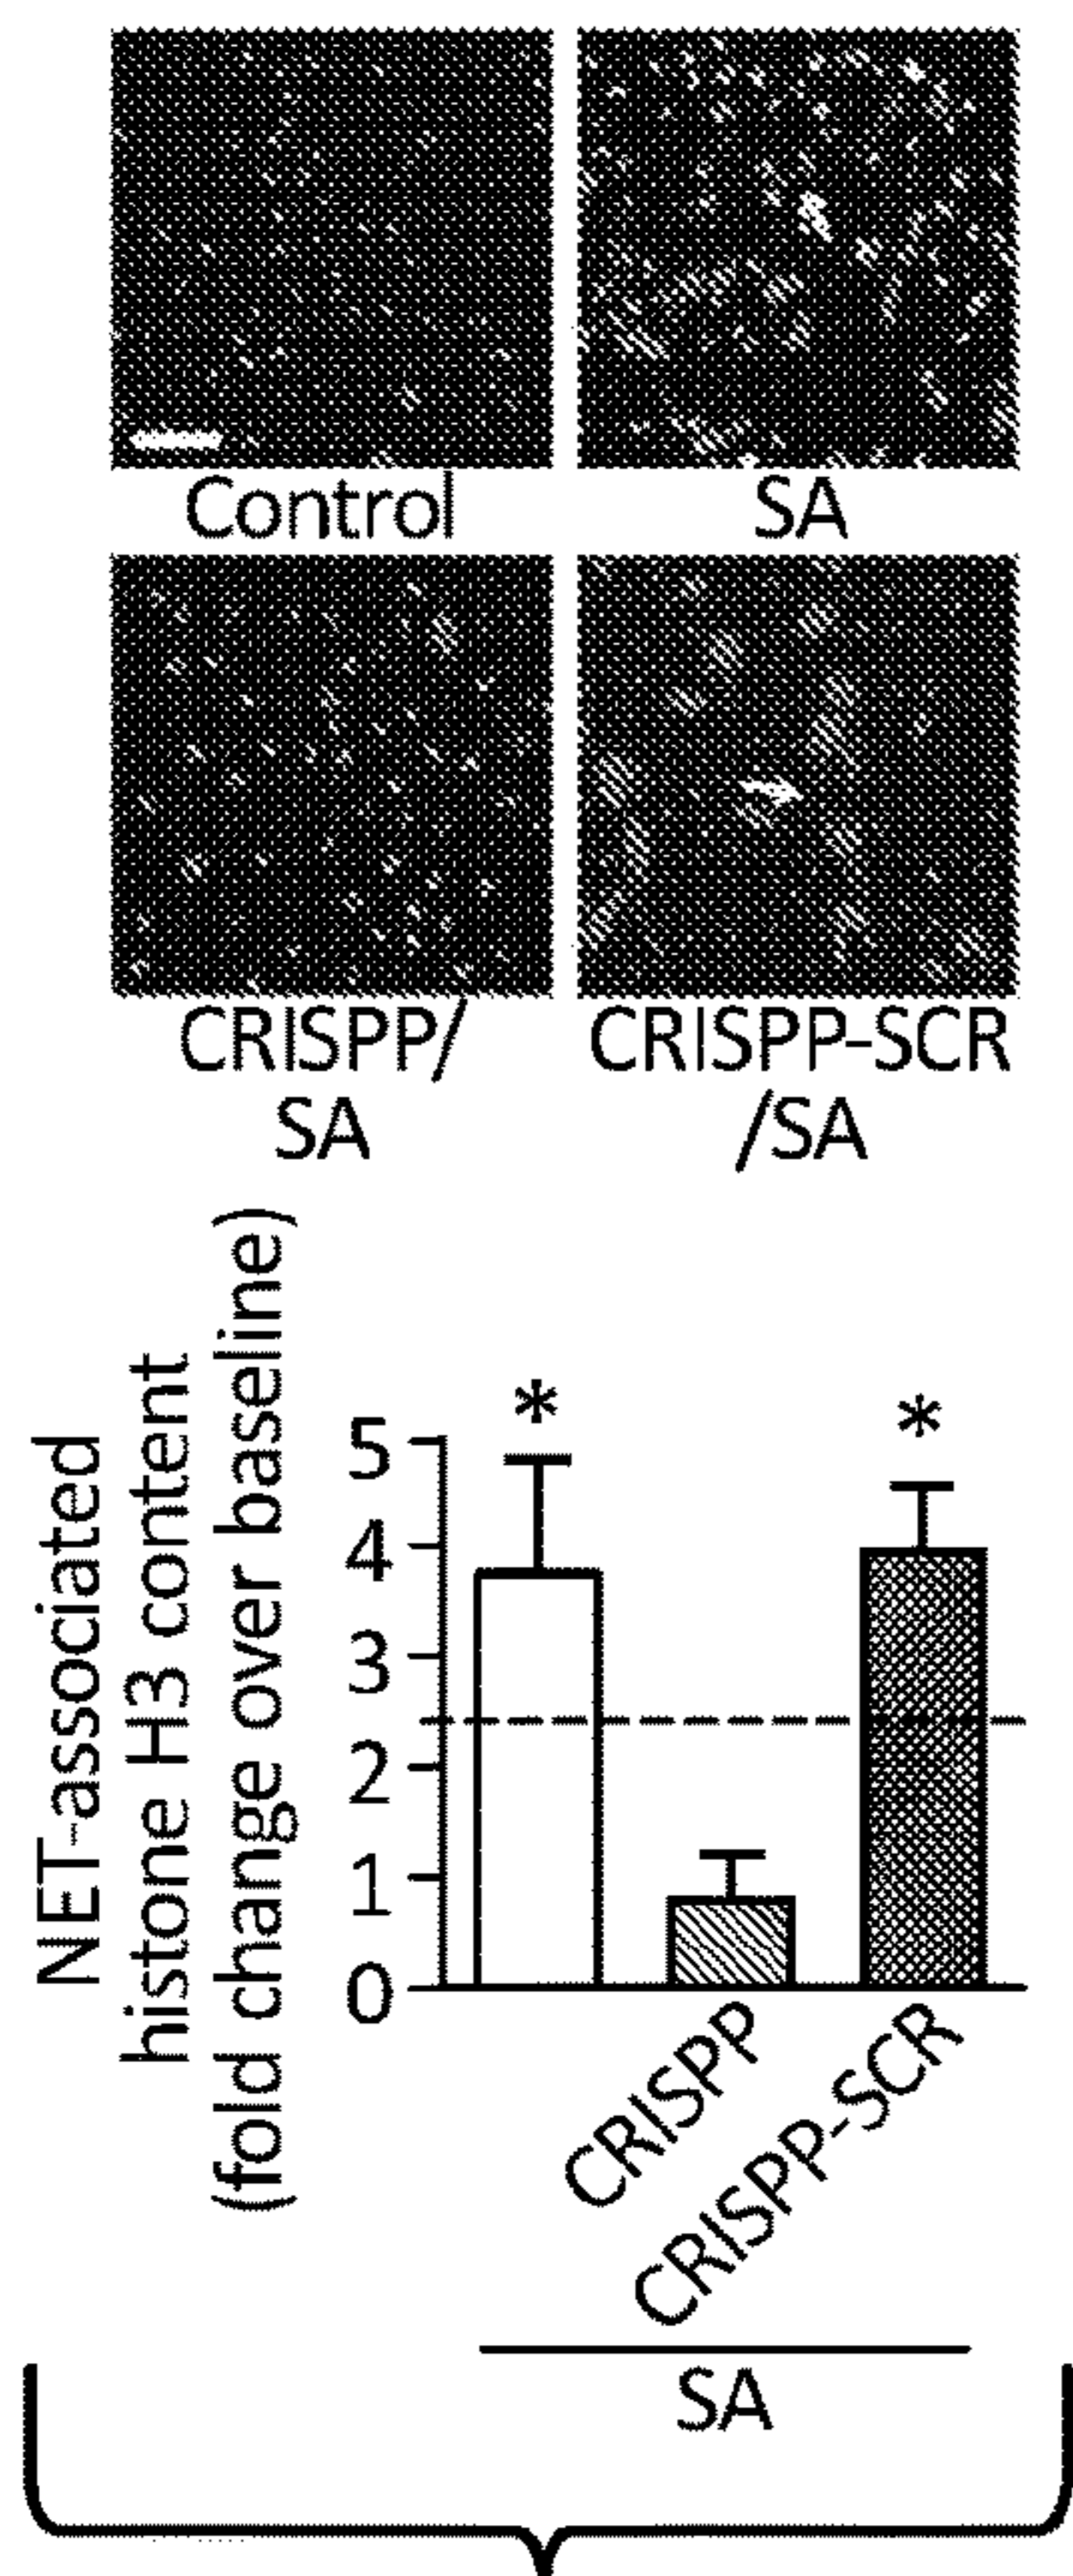 Control
SA
CRISPP/
SA
CRISPP-SCR
/SA
NET-associated
histone H3 content
(fold change over baseline)
5
4
3
2
1
0
*
*
CRISPP
CRISPP-SCR
SA